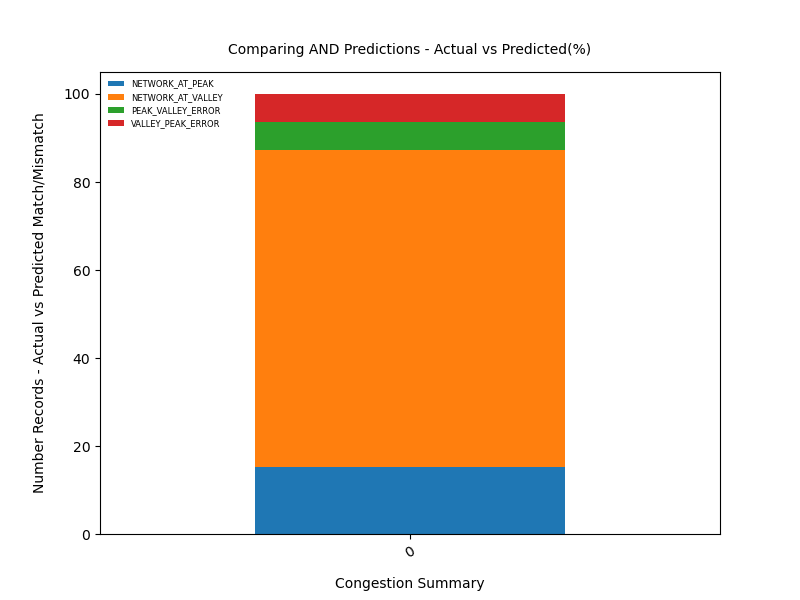 Comparing AND Predictions - Actual vs Predicted(%)
NETWORK_AT_PEAK
NETWORK_AT_VALLEY
PEAK_VALLEY_ERROR
VALLEY_PEAK_ERROR
Number Records - Actual vs Predicted Match/Mismatch
100
80
60
40
20
0
0
Congestion Summary